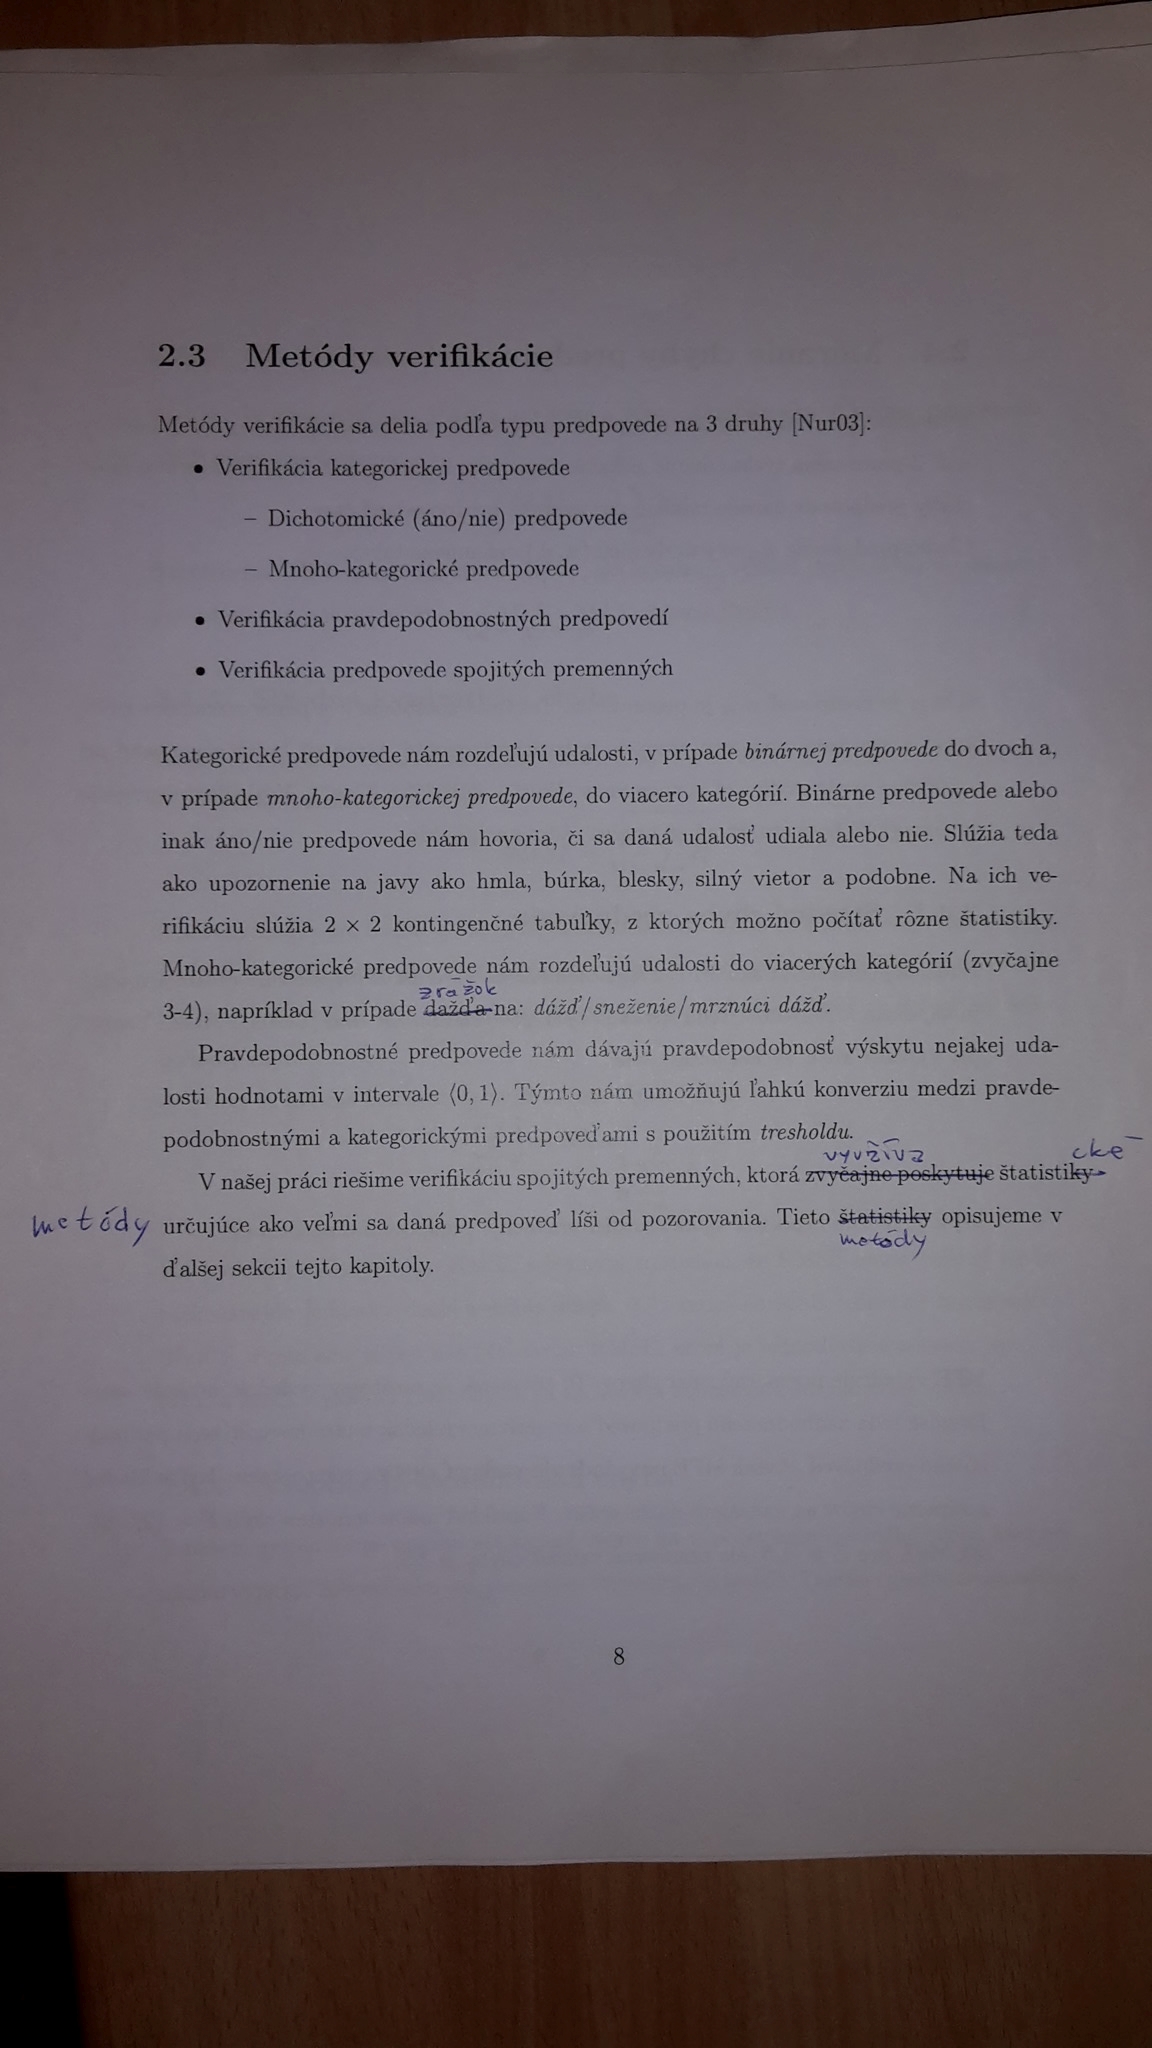 2.3 Metódy verifikácie
Metódy verifikácie sa delia podľa typu predpovede na 3 druhy [Nur03]:
• Verifikácia kategorickej predpovede
– Dichotomické (áno/nie) predpovede
– Mnoho-kategorické predpovede
• Verifikácia pravdepodobnostných predpovedí
• Verifikácia predpovede spojitých premenných
Kategorické predpovede nám rozdeľujú udalosti, v prípade binárnej predpovede do dvoch a,
v prípade mnoho-kategorickej predpovede, do viacero kategórií. Binárne predpovede alebo
inak áno/nie predpovede nám hovoria, či sa daná udalosť udiala alebo nie. Slúžia teda
ako upozornenie na javy ako hmla, búrka, blesky, silný vietor a podobne. Na ich ve-
rifikáciu slúžia 2 × 2 kontingenčné tabuľky, z ktorých možno počítať rôzne štatistiky.
Mnoho-kategorické predpovede nám rozdeľujú udalosti do viacerých kategórií (zvyčajne
zrážok
3-4), napríklad v prípade dažďa na: dážď/sneženie/mrznúci dážď.
Pravdepodobnostné predpovede nám dávajú pravdepodobnosť výskytu nejakej uda-
losti hodnotami v intervale ⟨0, 1⟩. Týmto nám umožňujú ľahkú konverziu medzi pravde-
podobnostnými a kategorickými predpoveďami s použitím tresholdu.
využíva cké
V našej práci riešime verifikáciu spojitých premenných, ktorá zvyčajne poskytuje štatistiky
metódy určujúce ako veľmi sa daná predpoveď líši od pozorovania. Tieto štatistiky opisujeme v
metódy
ďalšej sekcii tejto kapitoly.
8